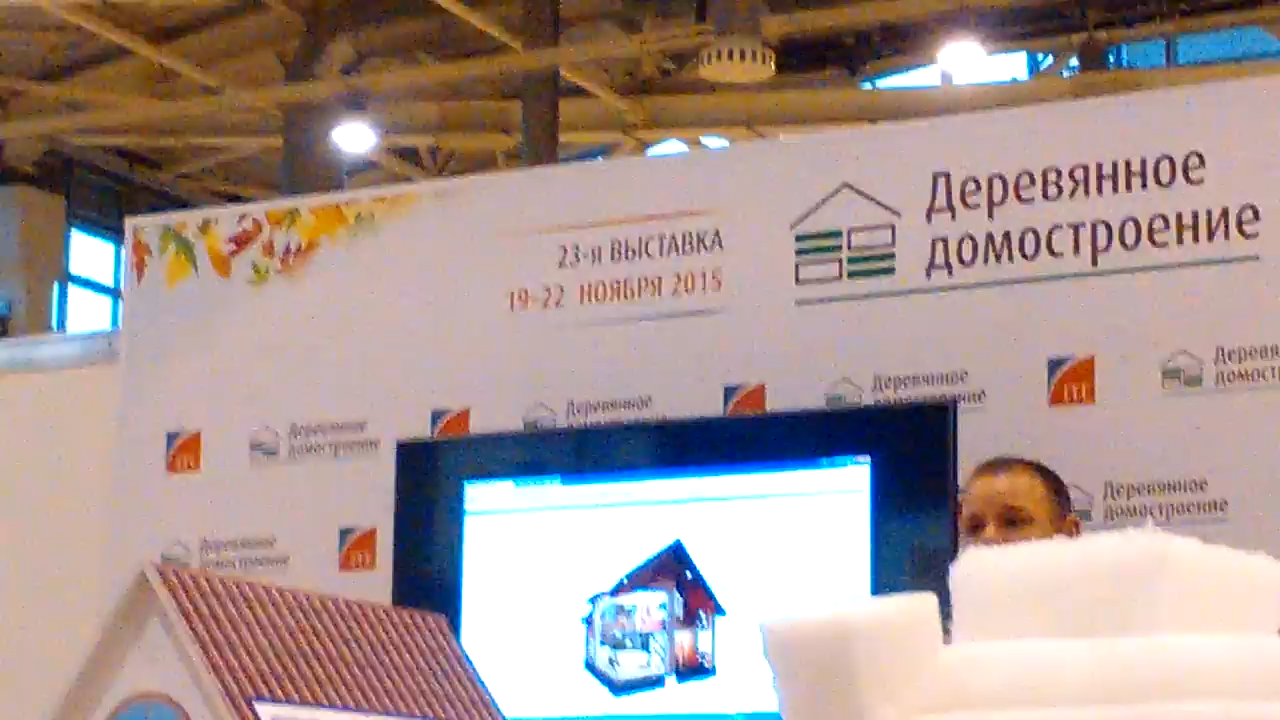 23-я ВЫСТАВКА
19-22 НОЯБРЯ 2015
Деревянное
домостроение
Деревянное
домостроение
Деревянное
домостроение
Деревянное
домостроение
Деревянное
домостроение
Деревянное
домостроение